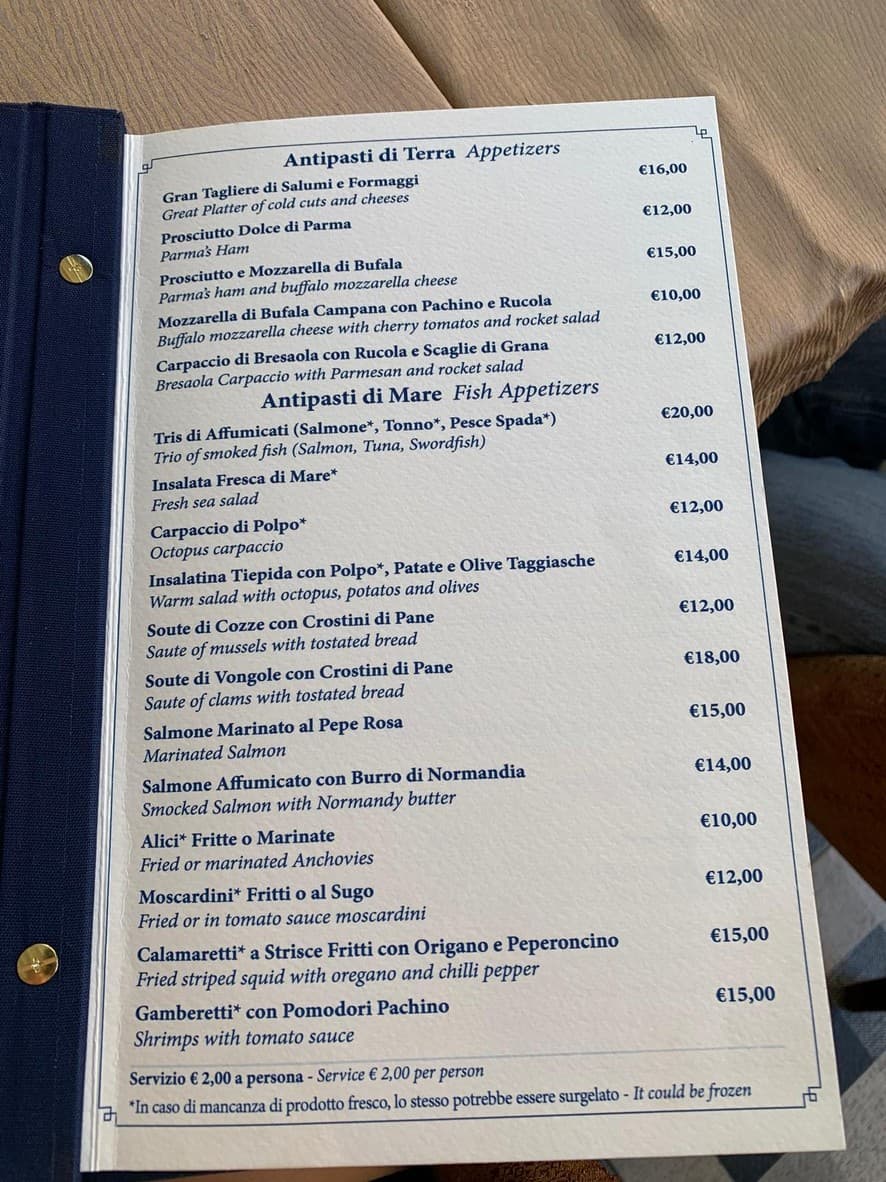 Antipasti di Terra Appetizers
Gran Tagliere di Salumi e Formaggi €16,00
Great Platter of cold cuts and cheeses
Prosciutto Dolce di Parma €12,00
Parma's Ham
Prosciutto e Mozzarella di Bufala €15,00
Parma's ham and buffalo mozzarella cheese
Mozzarella di Bufala Campana con Pachino e Rucola €10,00
Buffalo mozzarella cheese with cherry tomatos and rocket salad
Carpaccio di Bresaola con Rucola e Scaglie di Grana €12,00
Bresaola Carpaccio with Parmesan and rocket salad
Antipasti di Mare Fish Appetizers
Tris di Affumicati (Salmone*, Tonno*, Pesce Spada*) €20,00
Trio of smoked fish (Salmon, Tuna, Swordfish)
Insalata Fresca di Mare* €14,00
Fresh sea salad
Carpaccio di Polpo* €12,00
Octopus carpaccio
Insalatina Tiepida con Polpo*, Patate e Olive Taggiasche €14,00
Warm salad with octopus, potatos and olives
Soute di Cozze con Crostini di Pane €12,00
Saute of mussels with tostated bread
Soute di Vongole con Crostini di Pane €18,00
Saute of clams with tostated bread
Salmone Marinato al Pepe Rosa €15,00
Marinated Salmon
Salmone Affumicato con Burro di Normandia €14,00
Smocked Salmon with Normandy butter
Alici* Fritte o Marinate €10,00
Fried or marinated Anchovies
Moscardini* Fritti o al Sugo €12,00
Fried or in tomato sauce moscardini
Calamaretti* a Strisce Fritti con Origano e Peperoncino €15,00
Fried striped squid with oregano and chilli pepper
Gamberetti* con Pomodori Pachino €15,00
Shrimps with tomato sauce
Servizio € 2,00 a persona - Service € 2,00 per person
*In caso di mancanza di prodotto fresco, lo stesso potrebbe essere surgelato - It could be frozen